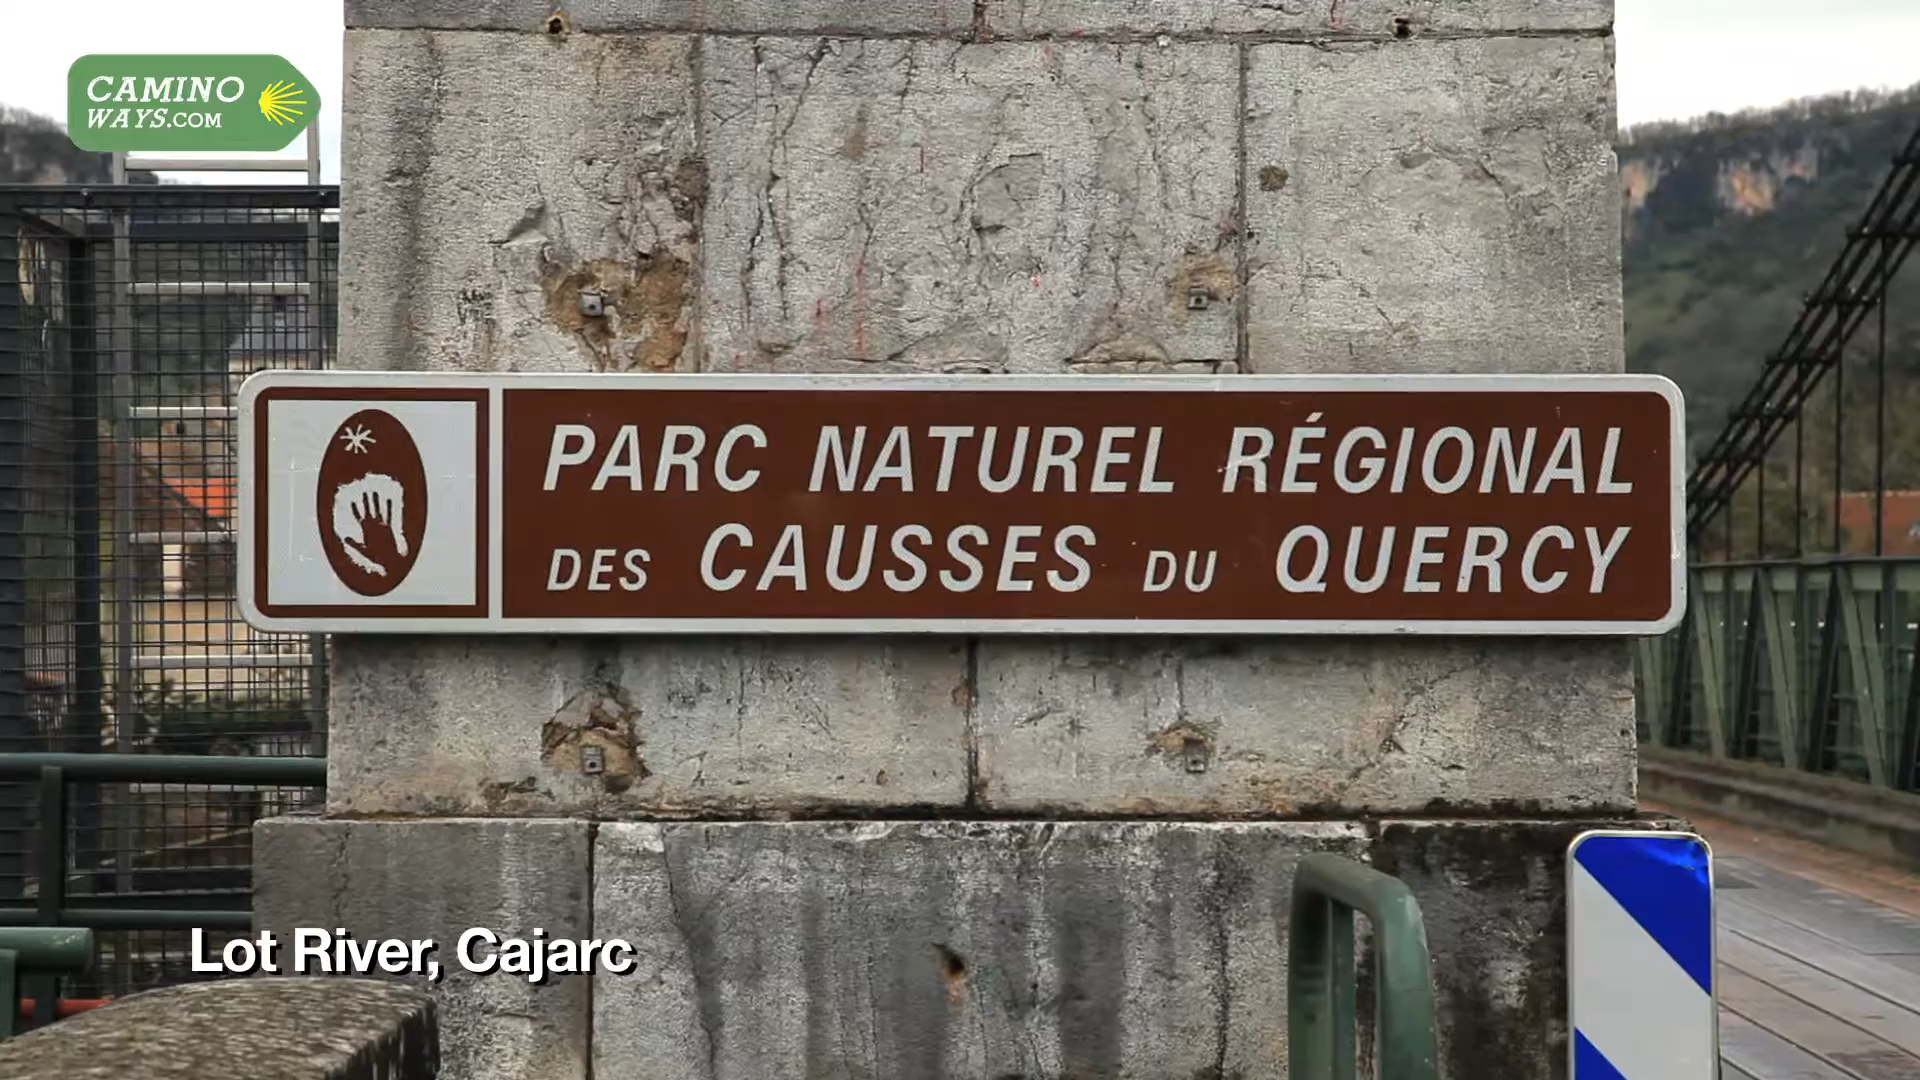 CAMINO
WAYS.COM
PARC NATUREL RÉGIONAL
DES CAUSSES DU QUERCY
Lot River, Cajarc